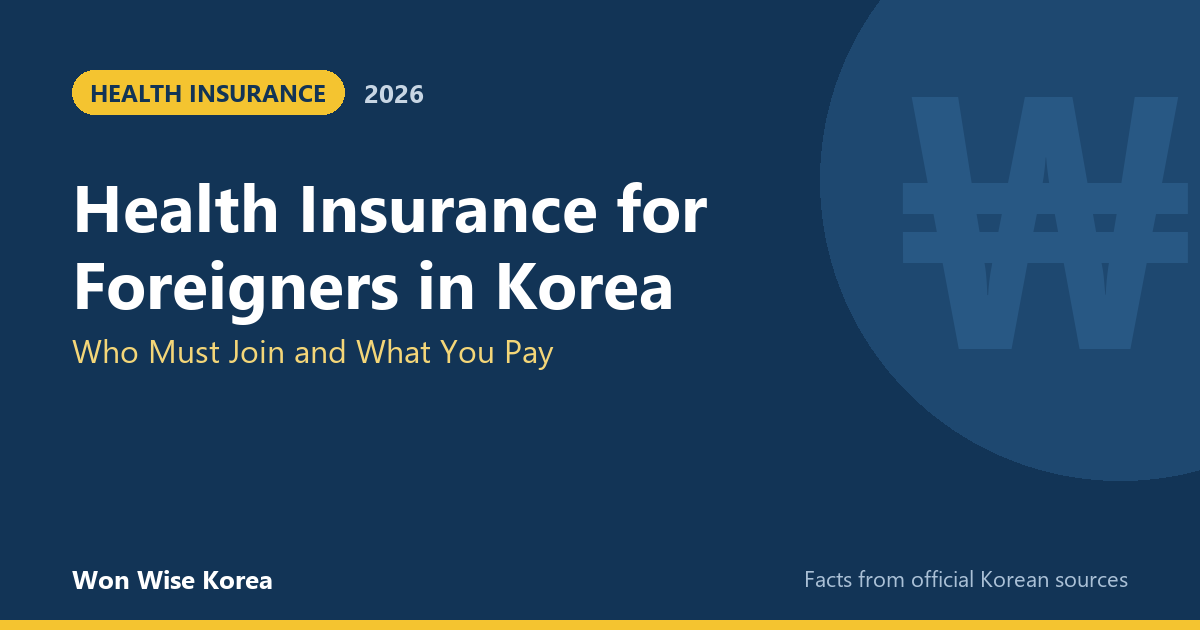 HEALTH INSURANCE 2026
Health Insurance for
Foreigners in Korea
Who Must Join and What You Pay
₩
Won Wise Korea
Facts from official Korean sources